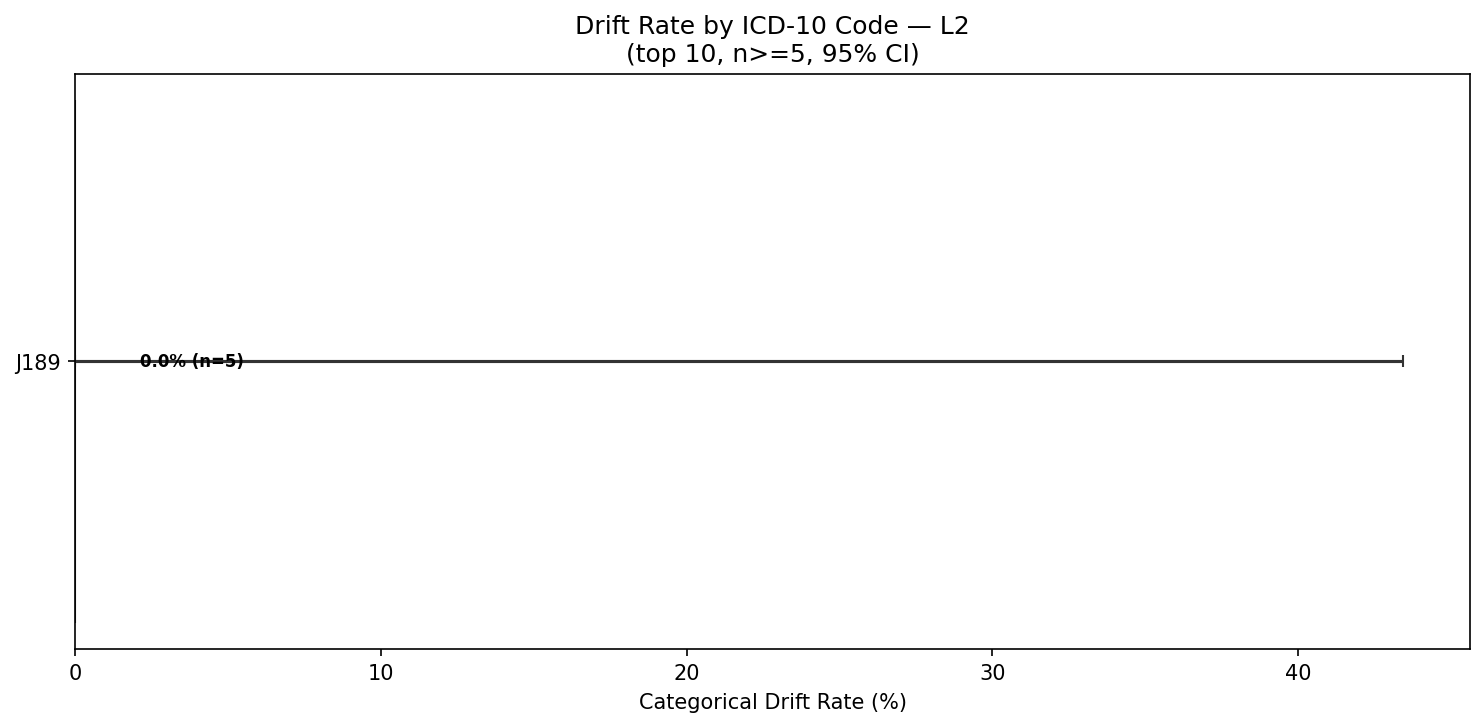 Drift Rate by ICD-10 Code — L2
(top 10, n>=5, 95% CI)
J189
0.0% (n=5)
0
10
20
30
40
Categorical Drift Rate (%)